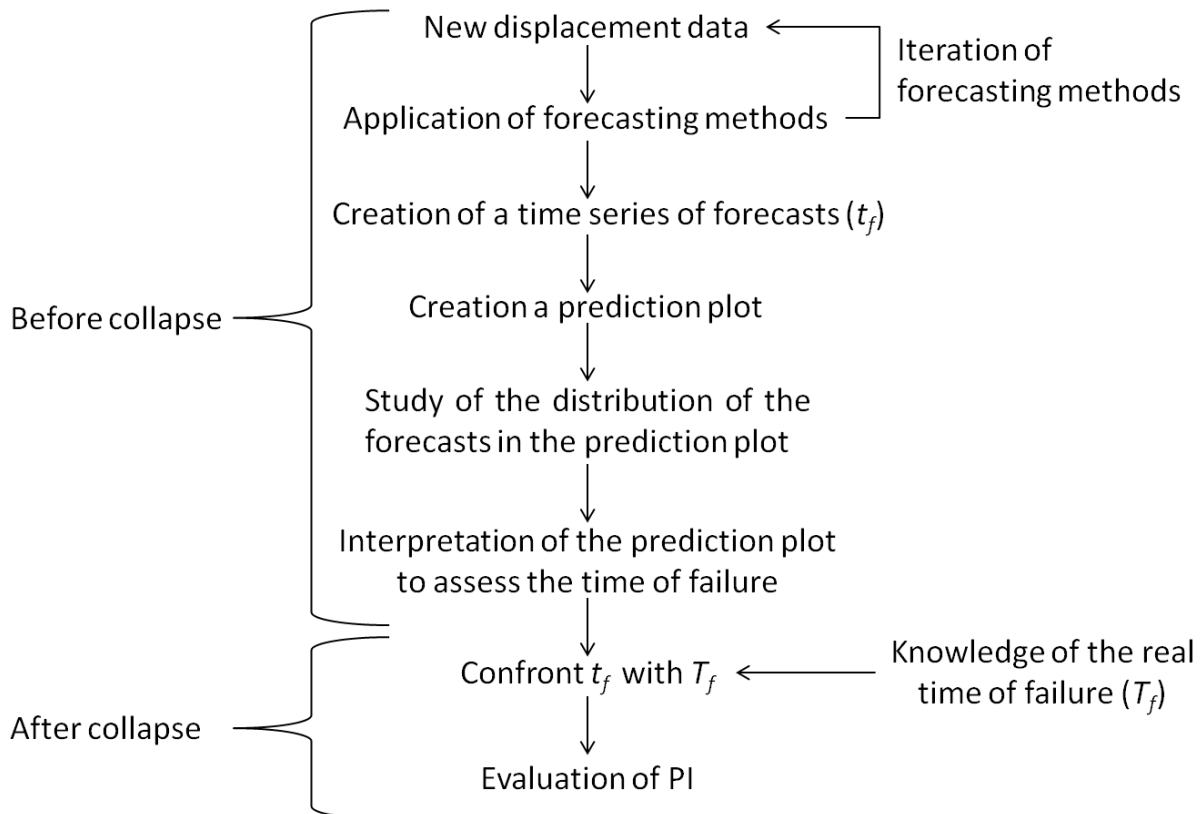 New displacement data
Iteration of
forecasting methods
Application of forecasting methods
Creation of a time series of forecasts (tf)
Before collapse
Creation a prediction plot
Study of the distribution of the
forecasts in the prediction plot
Interpretation of the prediction plot
to assess the time of failure
Confront tf with Tf
Knowledge of the real
time of failure (Tf)
After collapse
Evaluation of PI